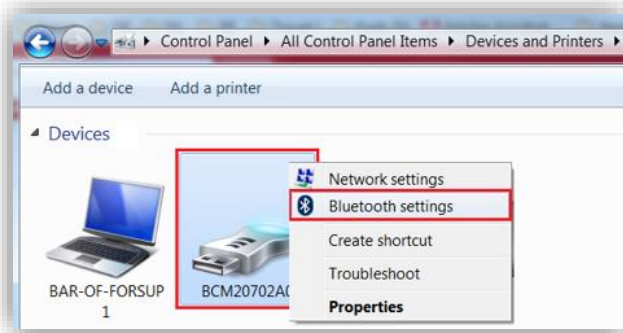 Control Panel ▸ All Control Panel Items ▸ Devices and Printers ▸
Add a device Add a printer
Devices
Network settings
Bluetooth settings
Create shortcut
Troubleshoot
Properties
BAR-OF-FORSUP
1
BCM20702A0